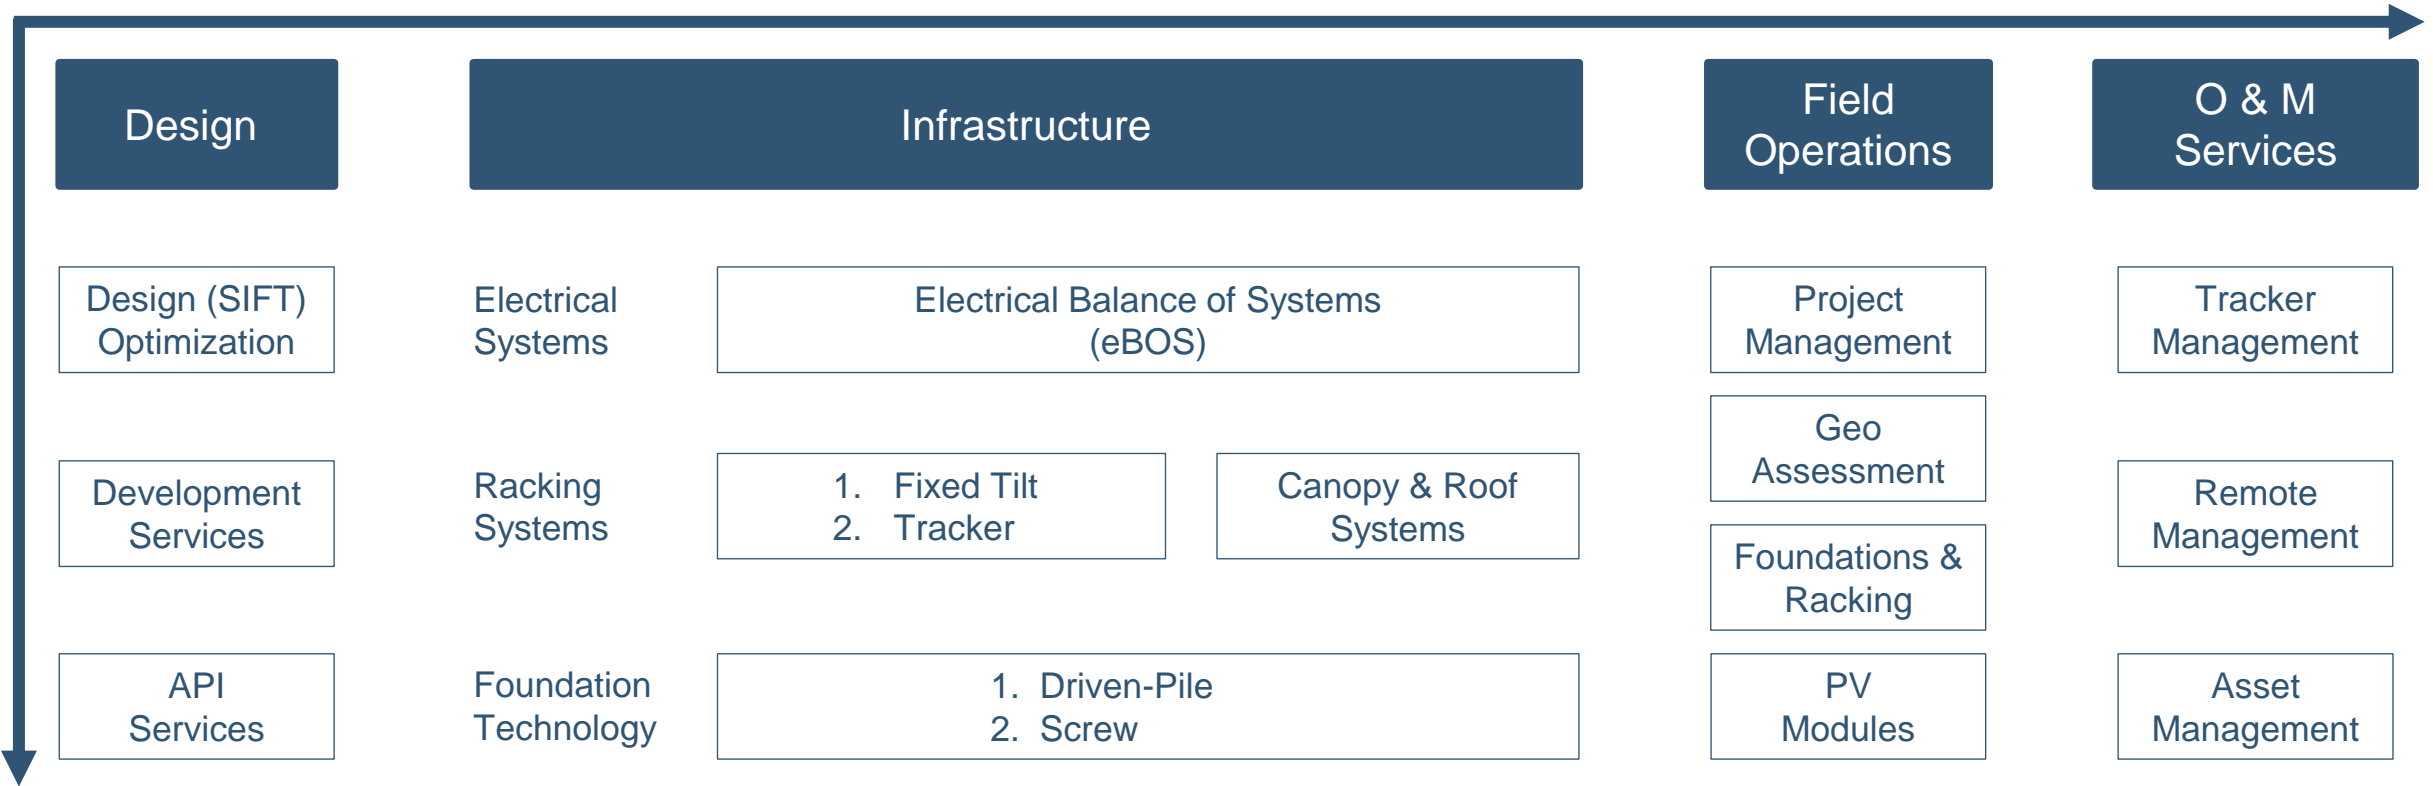 Design
Infrastructure
Field
Operations
O & M
Services
Design (SIFT)
Optimization
Development
Services
API
Services
Electrical
Systems
Electrical Balance of Systems
(eBOS)
Racking
Systems
1. Fixed Tilt
2. Tracker
Canopy & Roof
Systems
Foundation
Technology
1. Driven-Pile
2. Screw
Project
Management
Geo
Assessment
Foundations &
Racking
PV
Modules
Tracker
Management
Remote
Management
Asset
Management